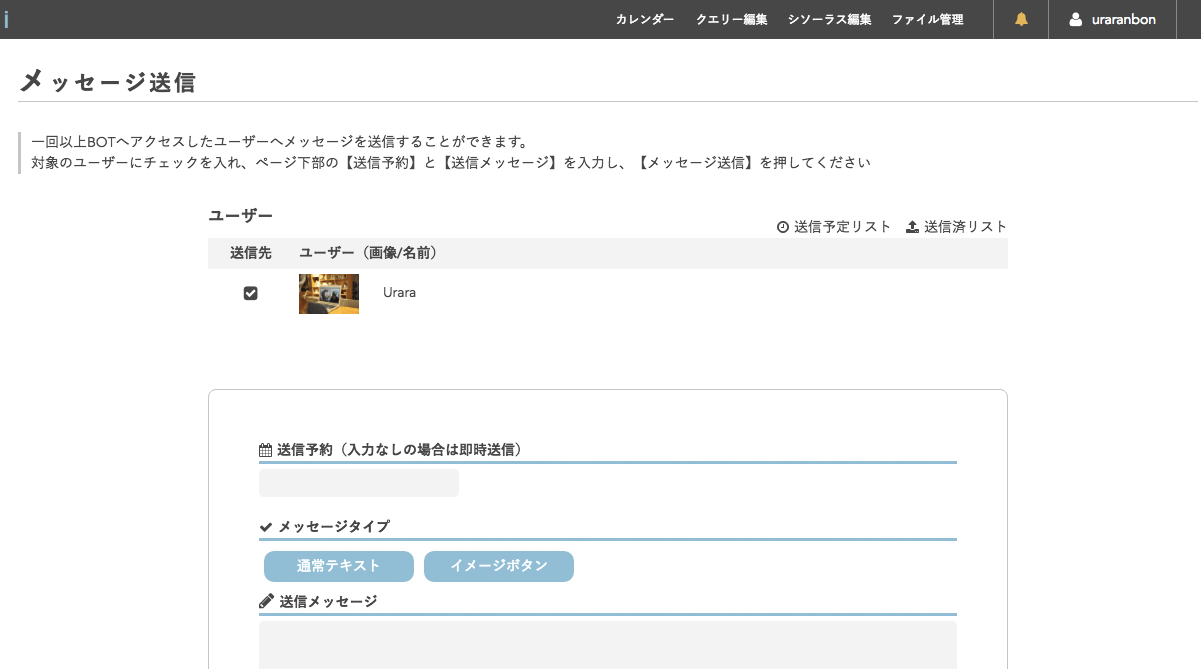 i
カレンダー クエリー編集 シソーラス編集 ファイル管理 uraranbon
メッセージ送信
一回以上BOTへアクセスしたユーザーへメッセージを送信することができます。
対象のユーザーにチェックを入れ、ページ下部の【送信予約】と【送信メッセージ】を入力し、【メッセージ送信】を押してください
ユーザー
送信予定リスト 送信済リスト
送信先 ユーザー（画像/名前）
Urara
送信予約（入力なしの場合は即時送信）
メッセージタイプ
通常テキスト イメージボタン
送信メッセージ